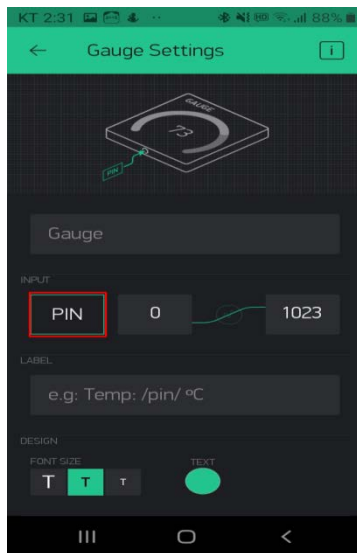 KT 2:31 88%
← Gauge Settings i
GAUGE
73
PIN
Gauge
INPUT
PIN 0 1023
LABEL
e.g: Temp: /pin/ ºC
DESIGN
FONT SIZE TEXT
T T T